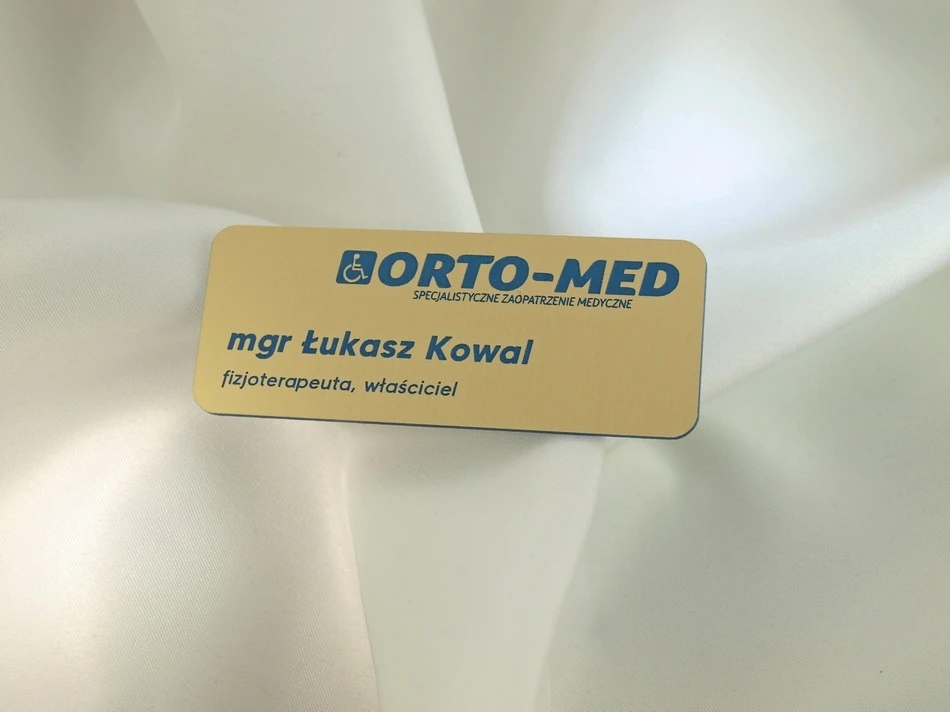 ORTO-MED
SPECJALISTYCZNE ZAOPATRZENIE MEDYCZNE
mgr Łukasz Kowal
fizjoterapeuta, właściciel